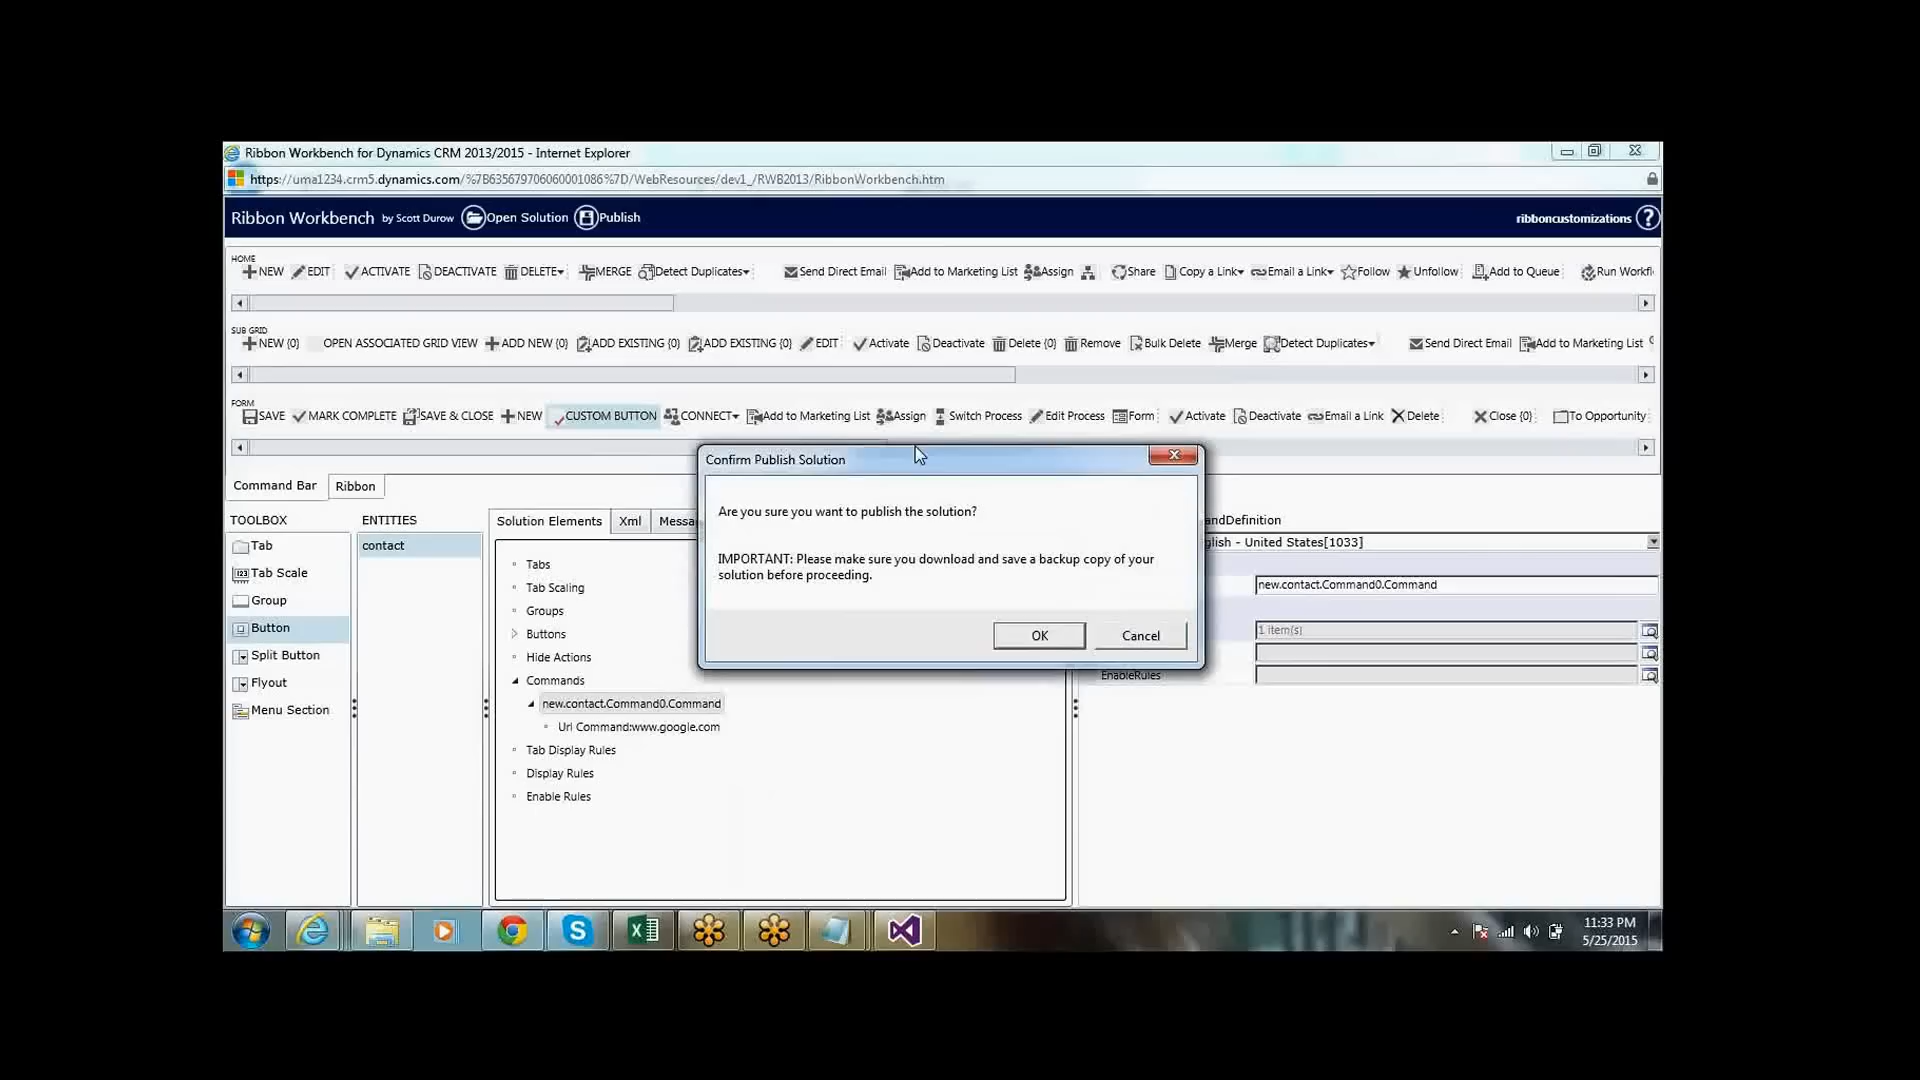 Ribbon Workbench for Dynamics CRM 2013/2015 - Internet Explorer
https://uma1234.crm5.dynamics.com/%7B635679706060001086%7D/WebResources/dev1_/RWB2013/RibbonWorkbench.htm
Ribbon Workbench by Scott Durow Open Solution Publish ribboncustomizations ?
HOME
NEW EDIT ACTIVATE DEACTIVATE DELETE MERGE Detect Duplicates Send Direct Email Add to Marketing List Assign Share Copy a Link Email a Link Follow Unfollow Add to Queue Run Workfl
SUB GRID
NEW {0} OPEN ASSOCIATED GRID VIEW ADD NEW {0} ADD EXISTING {0} ADD EXISTING {0} EDIT Activate Deactivate Delete {0} Remove Bulk Delete Merge Detect Duplicates Send Direct Email Add to Marketing List
FORM
SAVE MARK COMPLETE SAVE & CLOSE NEW CUSTOM BUTTON CONNECT Add to Marketing List Assign Switch Process Edit Process Form Activate Deactivate Email a Link Delete Close {0} To Opportunity
Confirm Publish Solution
Are you sure you want to publish the solution?
IMPORTANT: Please make sure you download and save a backup copy of your
solution before proceeding.
OK Cancel
Command Bar Ribbon
TOOLBOX
Tab
Tab Scale
Group
Button
Split Button
Flyout
Menu Section
ENTITIES
contact
Solution Elements Xml Messa
Tabs
Tab Scaling
Groups
Buttons
Hide Actions
Commands
new.contact.Command0.Command
Url Command:www.google.com
Tab Display Rules
Display Rules
Enable Rules
andDefinition
glish - United States[1033]
new.contact.Command0.Command
1 item(s)
EnableRules
11:33 PM
5/25/2015